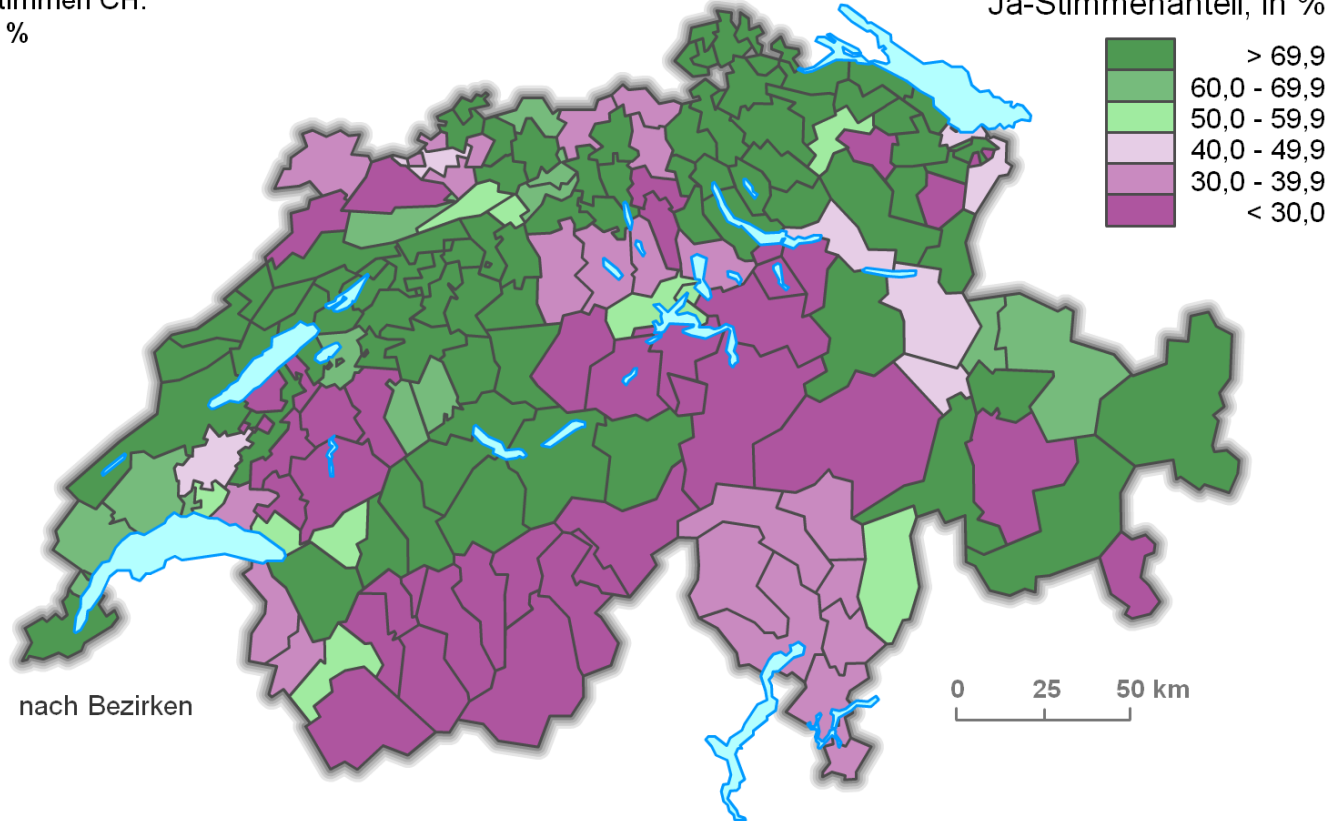 CH:
%
Ja-Stimmenanteil, in %
> 69,9
60,0 - 69,9
50,0 - 59,9
40,0 - 49,9
30,0 - 39,9
< 30,0
nach Bezirken
0 25 50 km